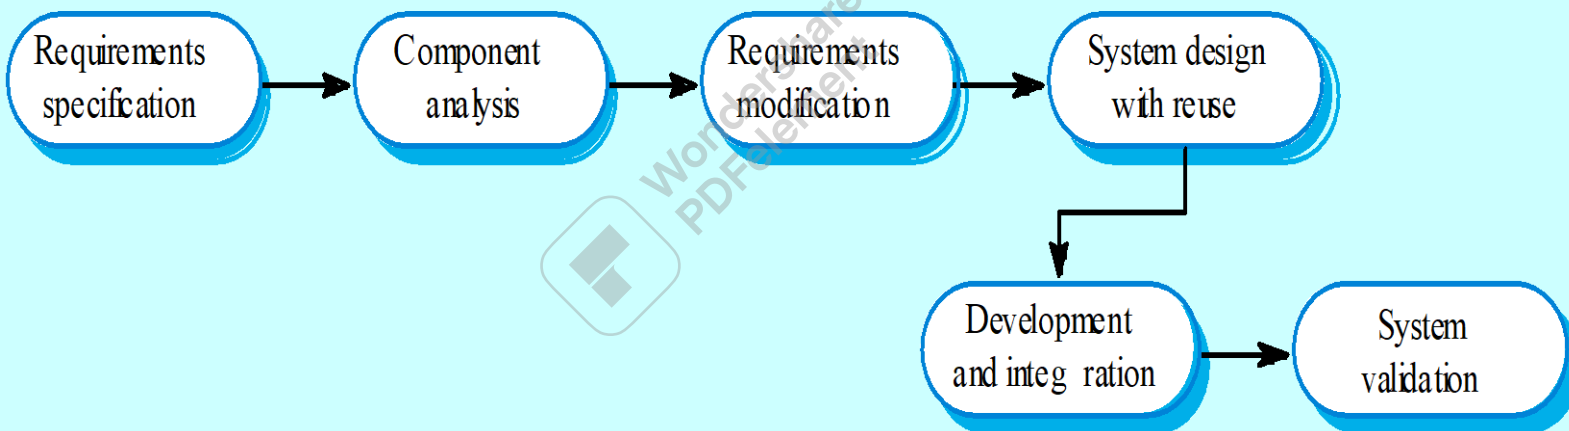 Requirements
specification
Component
analysis
Requirements
modification
System design
with reuse
Wondershare
PDFelement
Development
and integ ration
System
validation